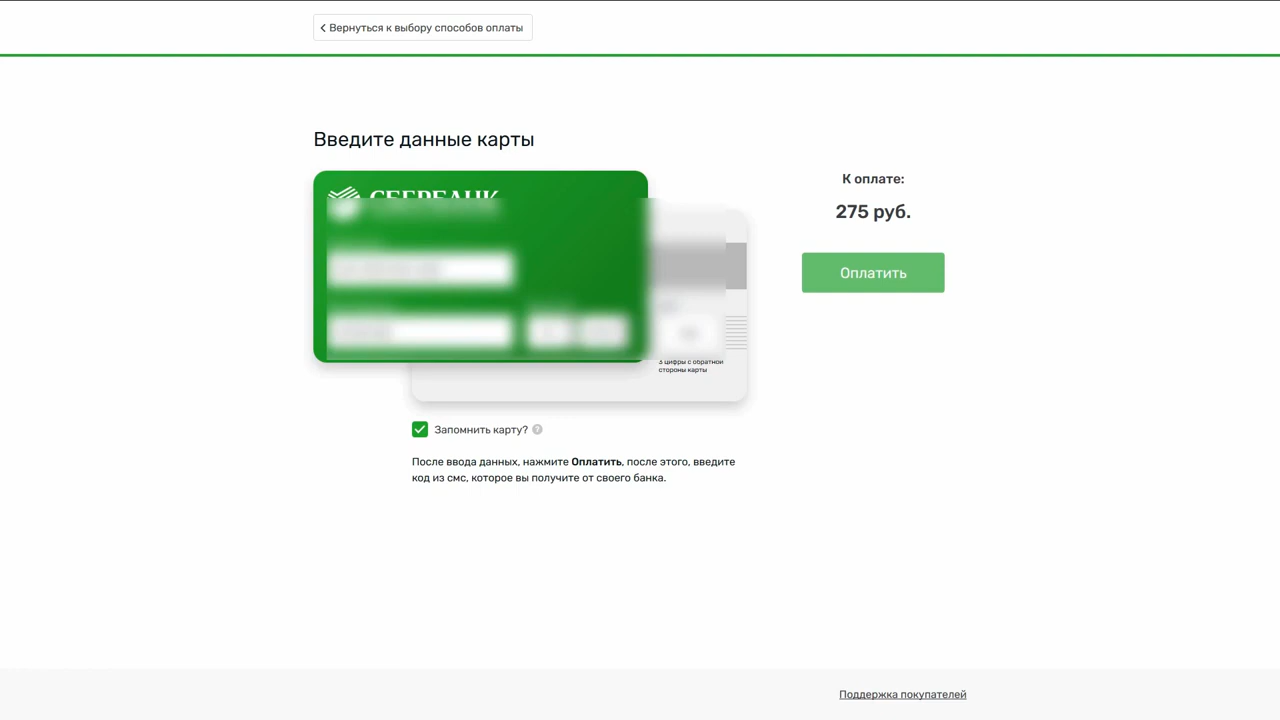 Вернуться к выбору способов оплаты
Введите данные карты
СБЕРБАНК
К оплате:
275 руб.
Оплатить
3 цифры с обратной
стороны карты
Запомнить карту? ?
После ввода данных, нажмите Оплатить, после этого, введите
код из смс, которое вы получите от своего банка.
Поддержка покупателей